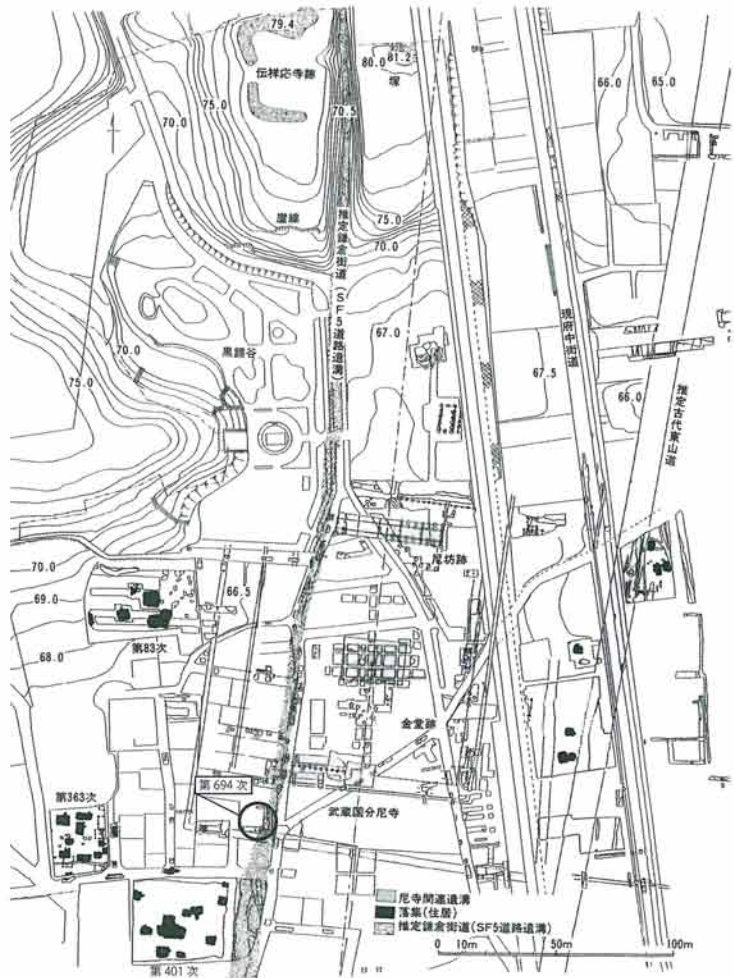 79.4
80.0
81.2
伝祥応寺跡
塚
66.0
65.0
75.0
70.5
70.0
崖線
75.0
70.0
推定鎌倉街道(SF5道路遺溝)
67.0
現府中街道
黒鐘谷
70.0
75.0
67.5
66.0
推定古代東山道
尼坊跡
70.0
69.0
66.5
68.0
第83次
金堂跡
第694次
第363次
武蔵国分尼寺
尼寺関連遺溝
落集(住居)
推定鎌倉街道(SF5道路遺溝)
0 10m 50m 100m
第401次